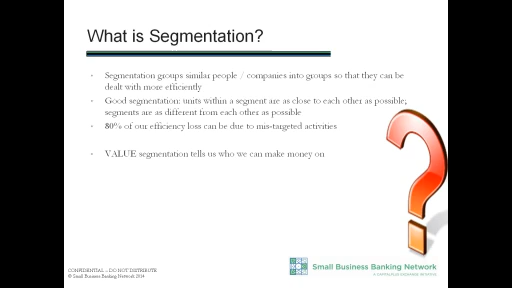 What is Segmentation?
Segmentation groups similar people / companies into groups so that they can be
dealt with more efficiently
Good segmentation: units within a segment are as close to each other as possible;
segments are as different from each other as possible
80% of our efficiency loss can be due to mis-targeted activities
VALUE segmentation tells us who we can make money on
CONFIDENTIAL – DO NOT DISTRIBUTE
© Small Business Banking Network 2014
Small Business Banking Network